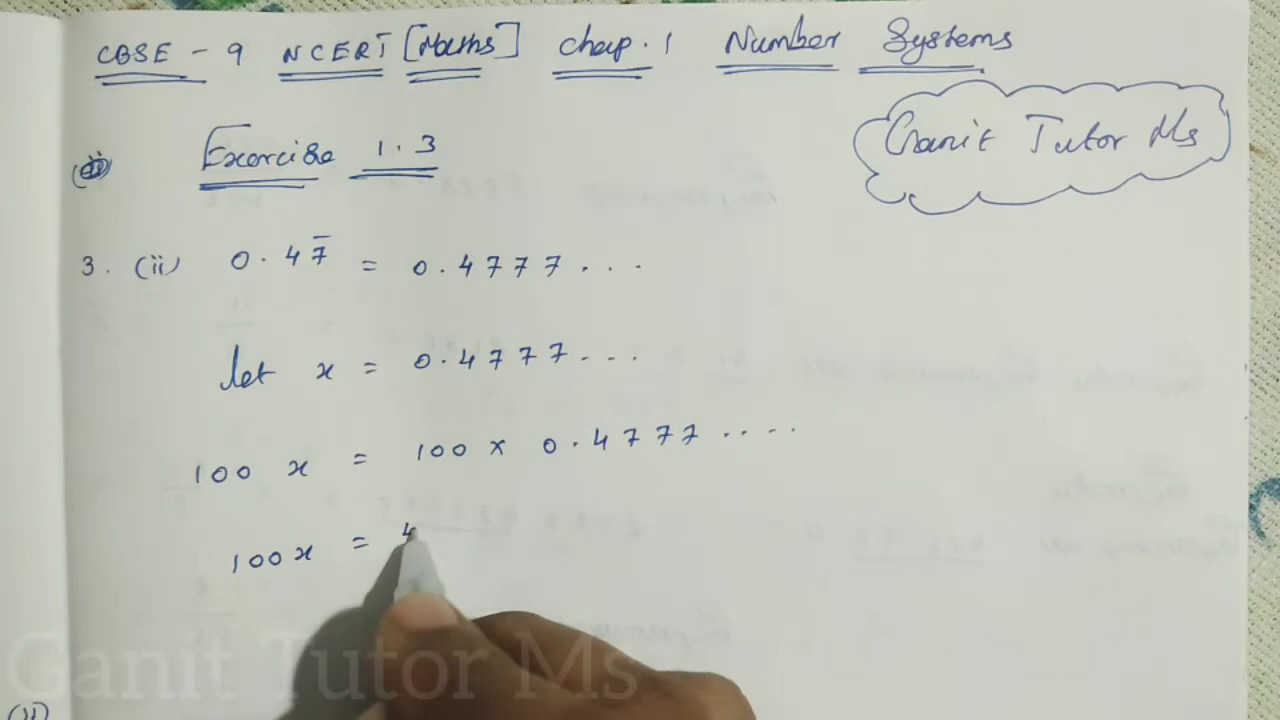 CBSE - 9 NCERT [Maths] Chap. 1 Number Systems
Ganit Tutor Ms
Exercise 1.3
3. (ii) 0.47̅ = 0.4777...
let x = 0.4777...
100 x = 100 x 0.4777....
100x = 4
Ganit Tutor Ms